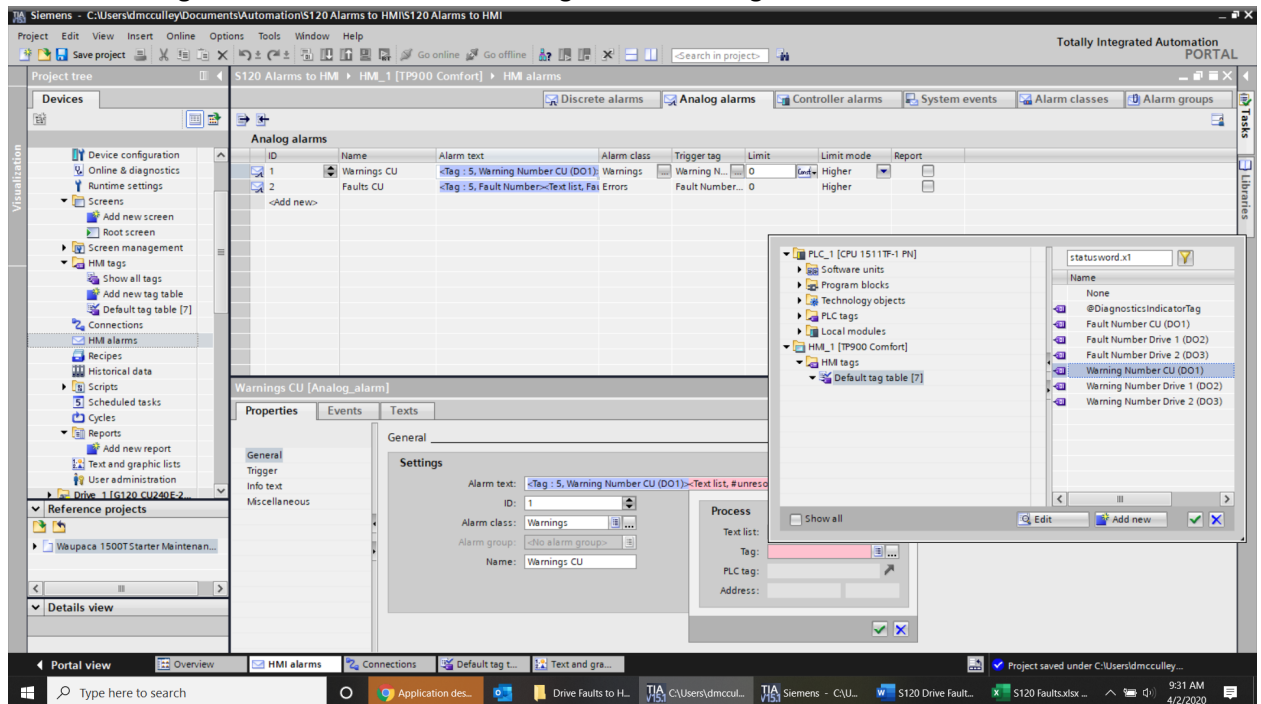 Siemens - C:\Users\dmcculley\Documents\Automation\S120 Alarms to HMI\S120 Alarms to HMI
Project Edit View Insert Online Options Tools Window Help
Totally Integrated Automation
PORTAL
Save project
Go online
Go offline
<Search in project>
Project tree
S120 Alarms to HMI
HMI_1 [TP900 Comfort]
HMI alarms
Devices
Discrete alarms
Analog alarms
Controller alarms
System events
Alarm classes
Alarm groups
Tasks
Libraries
Visualization
Analog alarms
ID Name Alarm text Alarm class Trigger tag Limit Limit mode Report
1 Warnings CU <Tag : 5, Warning Number CU (DO1): Warnings ... Warning N... ... 0 Higher
2 Faults CU <Tag : 5, Fault Number><Text list, Fau Errors Fault Number... 0 Higher
<Add new>
Device configuration
Online & diagnostics
Runtime settings
Screens
Add new screen
Root screen
Screen management
HMI tags
Show all tags
Add new tag table
Default tag table [7]
Connections
HMI alarms
Recipes
Historical data
Scripts
Scheduled tasks
Cycles
Reports
Add new report
Text and graphic lists
User administration
Drive_1 [G120 CU240E-2...
Reference projects
Waupaca 1500T Starter Maintenan...
Details view
PLC_1 [CPU 1511TF-1 PN]
Software units
Program blocks
Technology objects
PLC tags
Local modules
HMI_1 [TP900 Comfort]
HMI tags
Default tag table [7]
statusword.x1
Name
None
@DiagnosticsIndicatorTag
Fault Number CU (DO1)
Fault Number Drive 1 (DO2)
Fault Number Drive 2 (DO3)
Warning Number CU (DO1)
Warning Number Drive 1 (DO2)
Warning Number Drive 2 (DO3)
Show all
Edit
Add new
Warnings CU [Analog_alarm]
Properties Events Texts
General
Trigger
Info text
Miscellaneous
General
Settings
Alarm text: <Tag : 5, Warning Number CU (DO1)><Text list, #unreso
ID: 1
Alarm class: Warnings ...
Alarm group: <No alarm group>
Name: Warnings CU
Process
Text list:
Tag: ...
PLC tag:
Address:
Portal view
Overview
HMI alarms
Connections
Default tag t...
Text and gra...
Project saved under C:\Users\dmcculley...
Type here to search
Application des...
Drive Faults to H...
TIA V15.1 C:\Users\dmccul...
TIA V15.1 Siemens - C:\U...
S120 Drive Fault...
S120 Faults.xlsx ...
9:31 AM
4/2/2020